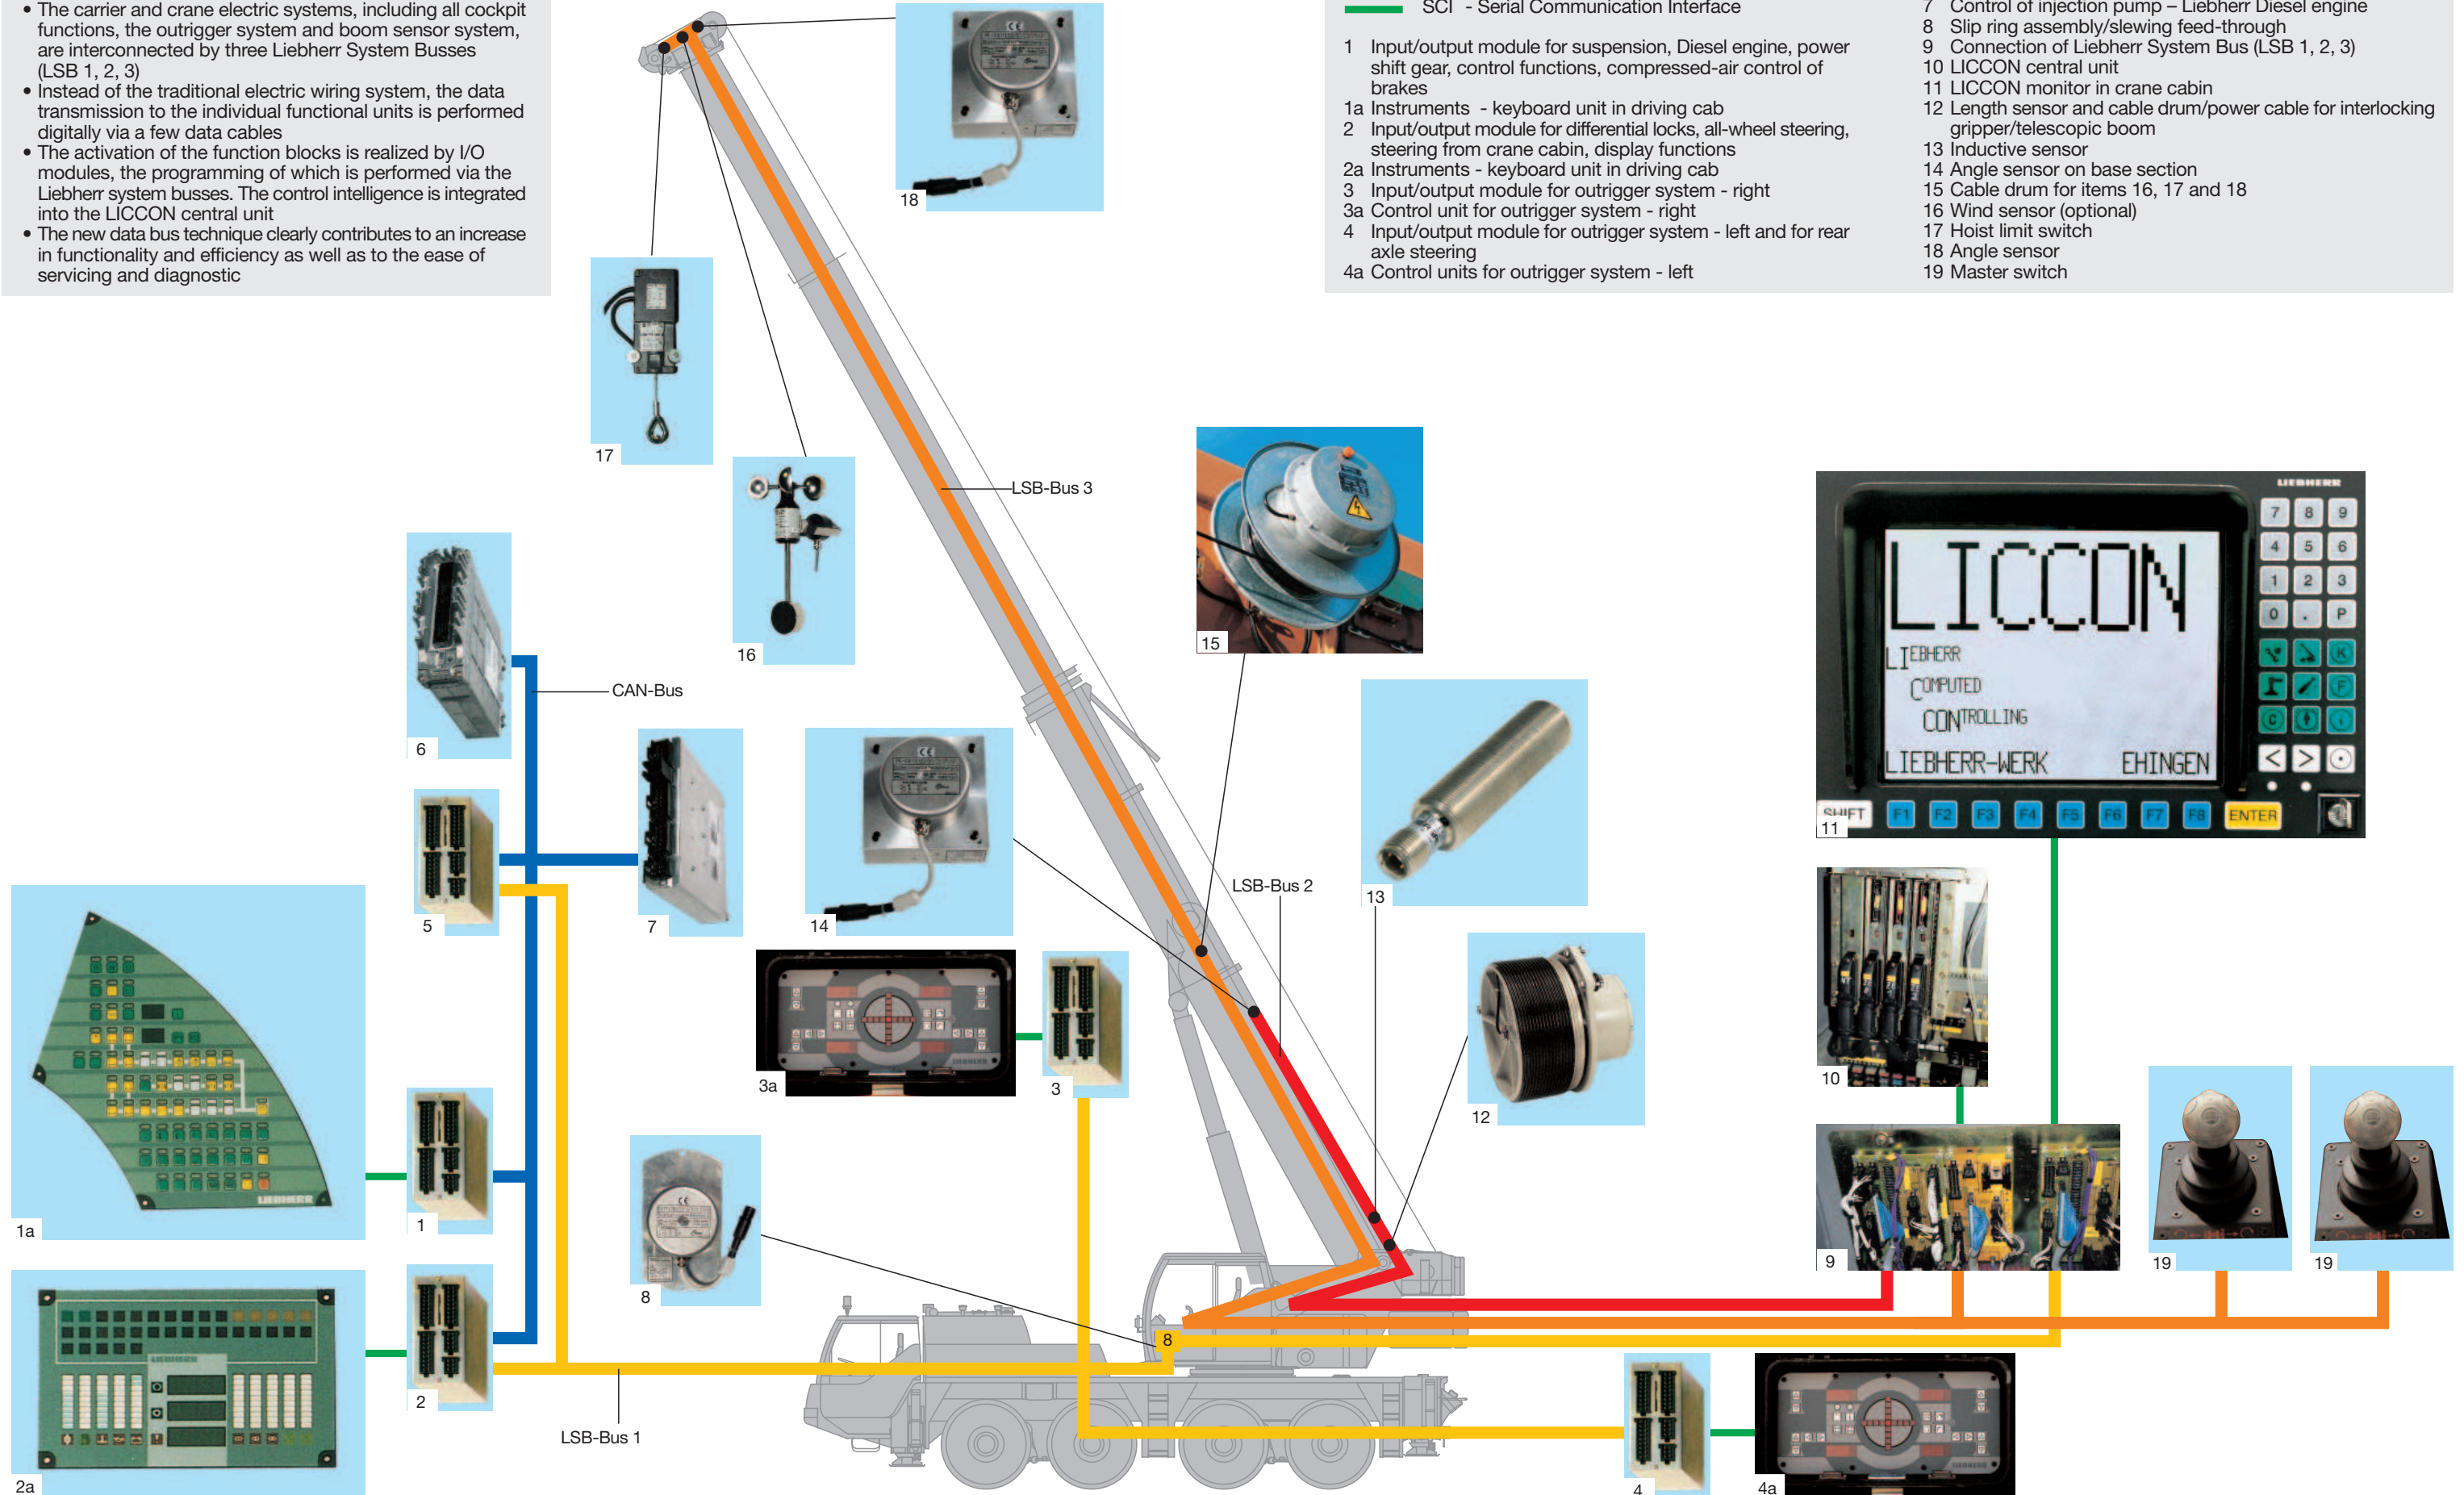 • The carrier and crane electric systems, including all cockpit
functions, the outrigger system and boom sensor system,
are interconnected by three Liebherr System Busses
(LSB 1, 2, 3)
• Instead of the traditional electric wiring system, the data
transmission to the individual functional units is performed
digitally via a few data cables
• The activation of the function blocks is realized by I/O
modules, the programming of which is performed via the
Liebherr system busses. The control intelligence is integrated
into the LICCON central unit
• The new data bus technique clearly contributes to an increase
in functionality and efficiency as well as to the ease of
servicing and diagnostic
SCI - Serial Communication Interface
1 Input/output module for suspension, Diesel engine, power
shift gear, control functions, compressed-air control of
brakes
1a Instruments - keyboard unit in driving cab
2 Input/output module for differential locks, all-wheel steering,
steering from crane cabin, display functions
2a Instruments - keyboard unit in driving cab
3 Input/output module for outrigger system - right
3a Control unit for outrigger system - right
4 Input/output module for outrigger system - left and for rear
axle steering
4a Control units for outrigger system - left
7 Control of injection pump – Liebherr Diesel engine
8 Slip ring assembly/slewing feed-through
9 Connection of Liebherr System Bus (LSB 1, 2, 3)
10 LICCON central unit
11 LICCON monitor in crane cabin
12 Length sensor and cable drum/power cable for interlocking
gripper/telescopic boom
13 Inductive sensor
14 Angle sensor on base section
15 Cable drum for items 16, 17 and 18
16 Wind sensor (optional)
17 Hoist limit switch
18 Angle sensor
19 Master switch
18
17
16
LSB-Bus 3
15
6
CAN-Bus
5
7
14
LSB-Bus 2
13
12
LIEBHERR
LICCON
LIEBHERR
COMPUTED
CONTROLLING
LIEBHERR-WERK EHINGEN
7 8 9
4 5 6
1 2 3
0 . P
K
F
C i
< >
SHIFT F1 F2 F3 F4 F5 F6 F7 F8 ENTER
11
10
9
19
19
LIEBHERR
1a
1
3a
3
8
8
LIEBHERR
2a
2
LSB-Bus 1
4
LIEBHERR
4a